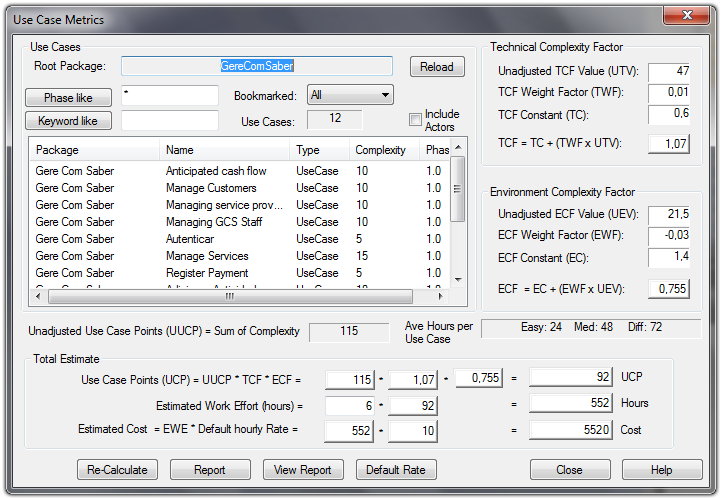 Use Case Metrics
Use Cases
Root Package: GereComSaber Reload
Phase like * Bookmarked: All
Keyword like Use Cases: 12 Include Actors
Package Name Type Complexity Phas
Gere Com Saber Anticipated cash flow UseCase 10 1.0
Gere Com Saber Manage Customers UseCase 10 1.0
Gere Com Saber Managing service prov... UseCase 10 1.0
Gere Com Saber Managing GCS Staff UseCase 10 1.0
Gere Com Saber Autenticar UseCase 5 1.0
Gere Com Saber Manage Services UseCase 15 1.0
Gere Com Saber Register Payment UseCase 5 1.0
Technical Complexity Factor
Unadjusted TCF Value (UTV): 47
TCF Weight Factor (TWF): 0,01
TCF Constant (TC): 0,6
TCF = TC + (TWF x UTV): 1,07
Environment Complexity Factor
Unadjusted ECF Value (UEV): 21,5
ECF Weight Factor (EWF): -0,03
ECF Constant (EC): 1,4
ECF = EC + (EWF x UEV): 0,755
Unadjusted Use Case Points (UUCP) = Sum of Complexity 115
Ave Hours per Use Case Easy: 24 Med: 48 Diff: 72
Total Estimate
Use Case Points (UCP) = UUCP * TCF * ECF = 115 * 1,07 * 0,755 = 92 UCP
Estimated Work Effort (hours) = 6 * 92 = 552 Hours
Estimated Cost = EWE * Default hourly Rate = 552 * 10 = 5520 Cost
Re-Calculate Report View Report Default Rate Close Help